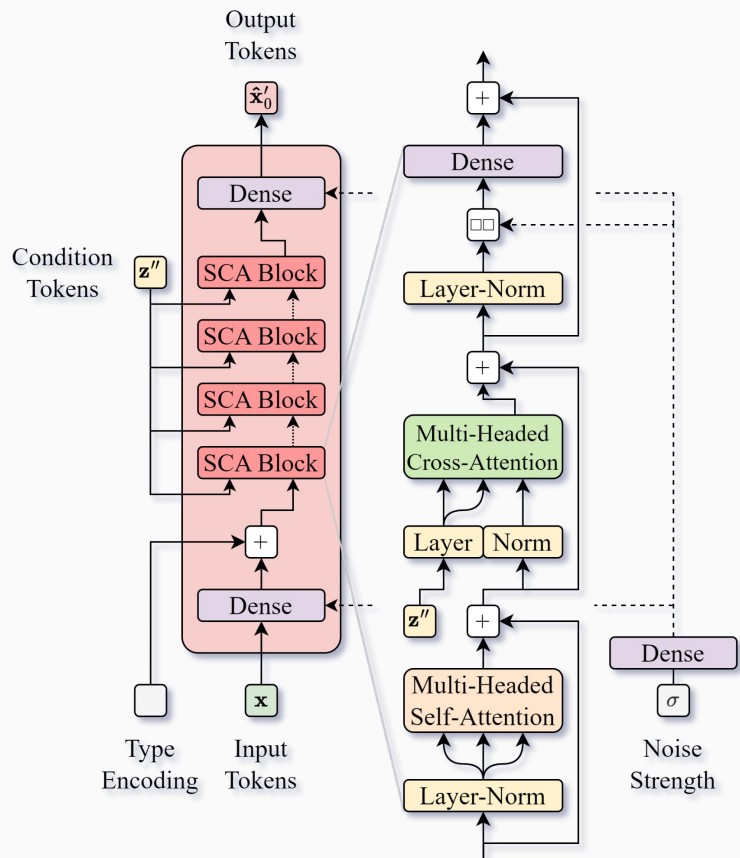 Output
Tokens
x̂′₀
Dense
Condition
Tokens
z″
SCA Block
SCA Block
SCA Block
SCA Block
+
Dense
x
Type
Encoding
Input
Tokens
+
Dense
□□
Layer-Norm
+
Multi-Headed
Cross-Attention
Layer Norm
z″
+
Multi-Headed
Self-Attention
Layer-Norm
Dense
σ
Noise
Strength